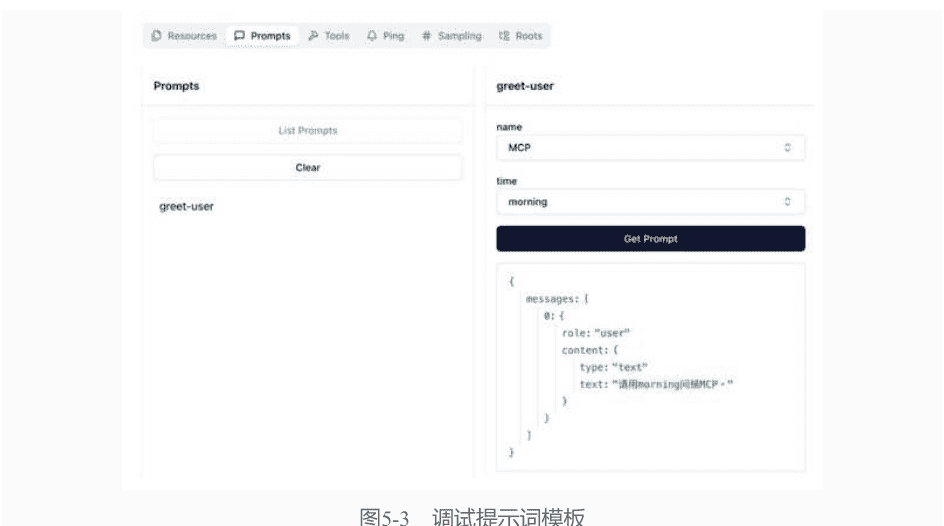 Resources Prompts Tools Ping # Sampling Roots
Prompts
List Prompts
Clear
greet-user
greet-user
name
MCP
time
morning
Get Prompt
{
messages: [
0: {
role: "user"
content: {
type: "text"
text: "请用morning问候MCP。"
}
}
]
}
图5-3 调试提示词模板